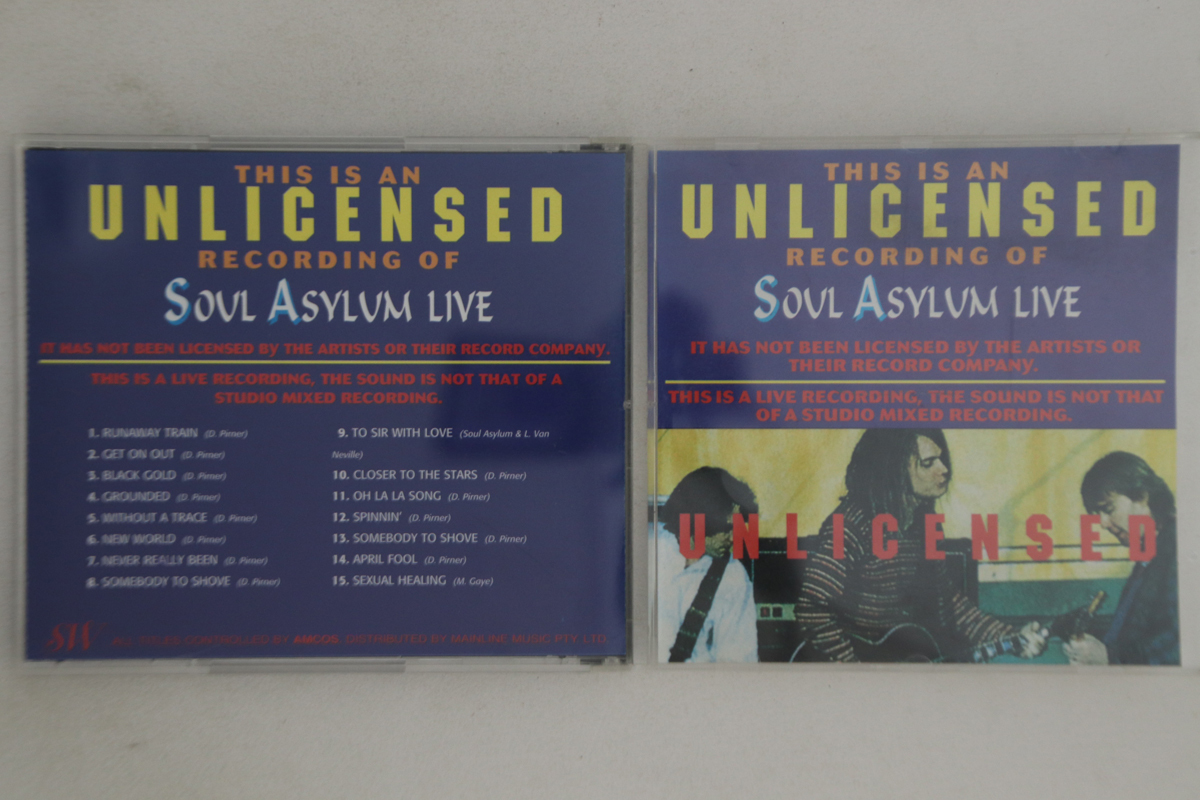 THIS IS AN
UNLICENSED
RECORDING OF
SOUL ASYLUM LIVE
IT HAS NOT BEEN LICENSED BY THE ARTISTS OR THEIR RECORD COMPANY.
THIS IS A LIVE RECORDING, THE SOUND IS NOT THAT OF A
STUDIO MIXED RECORDING.
1. RUNAWAY TRAIN (D. Pirner)
2. GET ON OUT (D. Pirner)
3. BLACK GOLD (D. Pirner)
4. GROUNDED (D. Pirner)
5. WITHOUT A TRACE (D. Pirner)
6. NEW WORLD (D. Pirner)
7. NEVER REALLY BEEN (D. Pirner)
8. SOMEBODY TO SHOVE (D. Pirner)
9. TO SIR WITH LOVE (Soul Asylum & L. Van
Neville)
10. CLOSER TO THE STARS (D. Pirner)
11. OH LA LA SONG (D. Pirner)
12. SPINNIN' (D. Pirner)
13. SOMEBODY TO SHOVE (D. Pirner)
14. APRIL FOOL (D. Pirner)
15. SEXUAL HEALING (M. Gaye)
ALL TITLES CONTROLLED BY AMCOS. DISTRIBUTED BY MAINLINE MUSIC PTY. LTD.
THIS IS AN
UNLICENSED
RECORDING OF
SOUL ASYLUM LIVE
IT HAS NOT BEEN LICENSED BY THE ARTISTS OR
THEIR RECORD COMPANY.
THIS IS A LIVE RECORDING, THE SOUND IS NOT THAT
OF A STUDIO MIXED RECORDING.
UNLICENSED